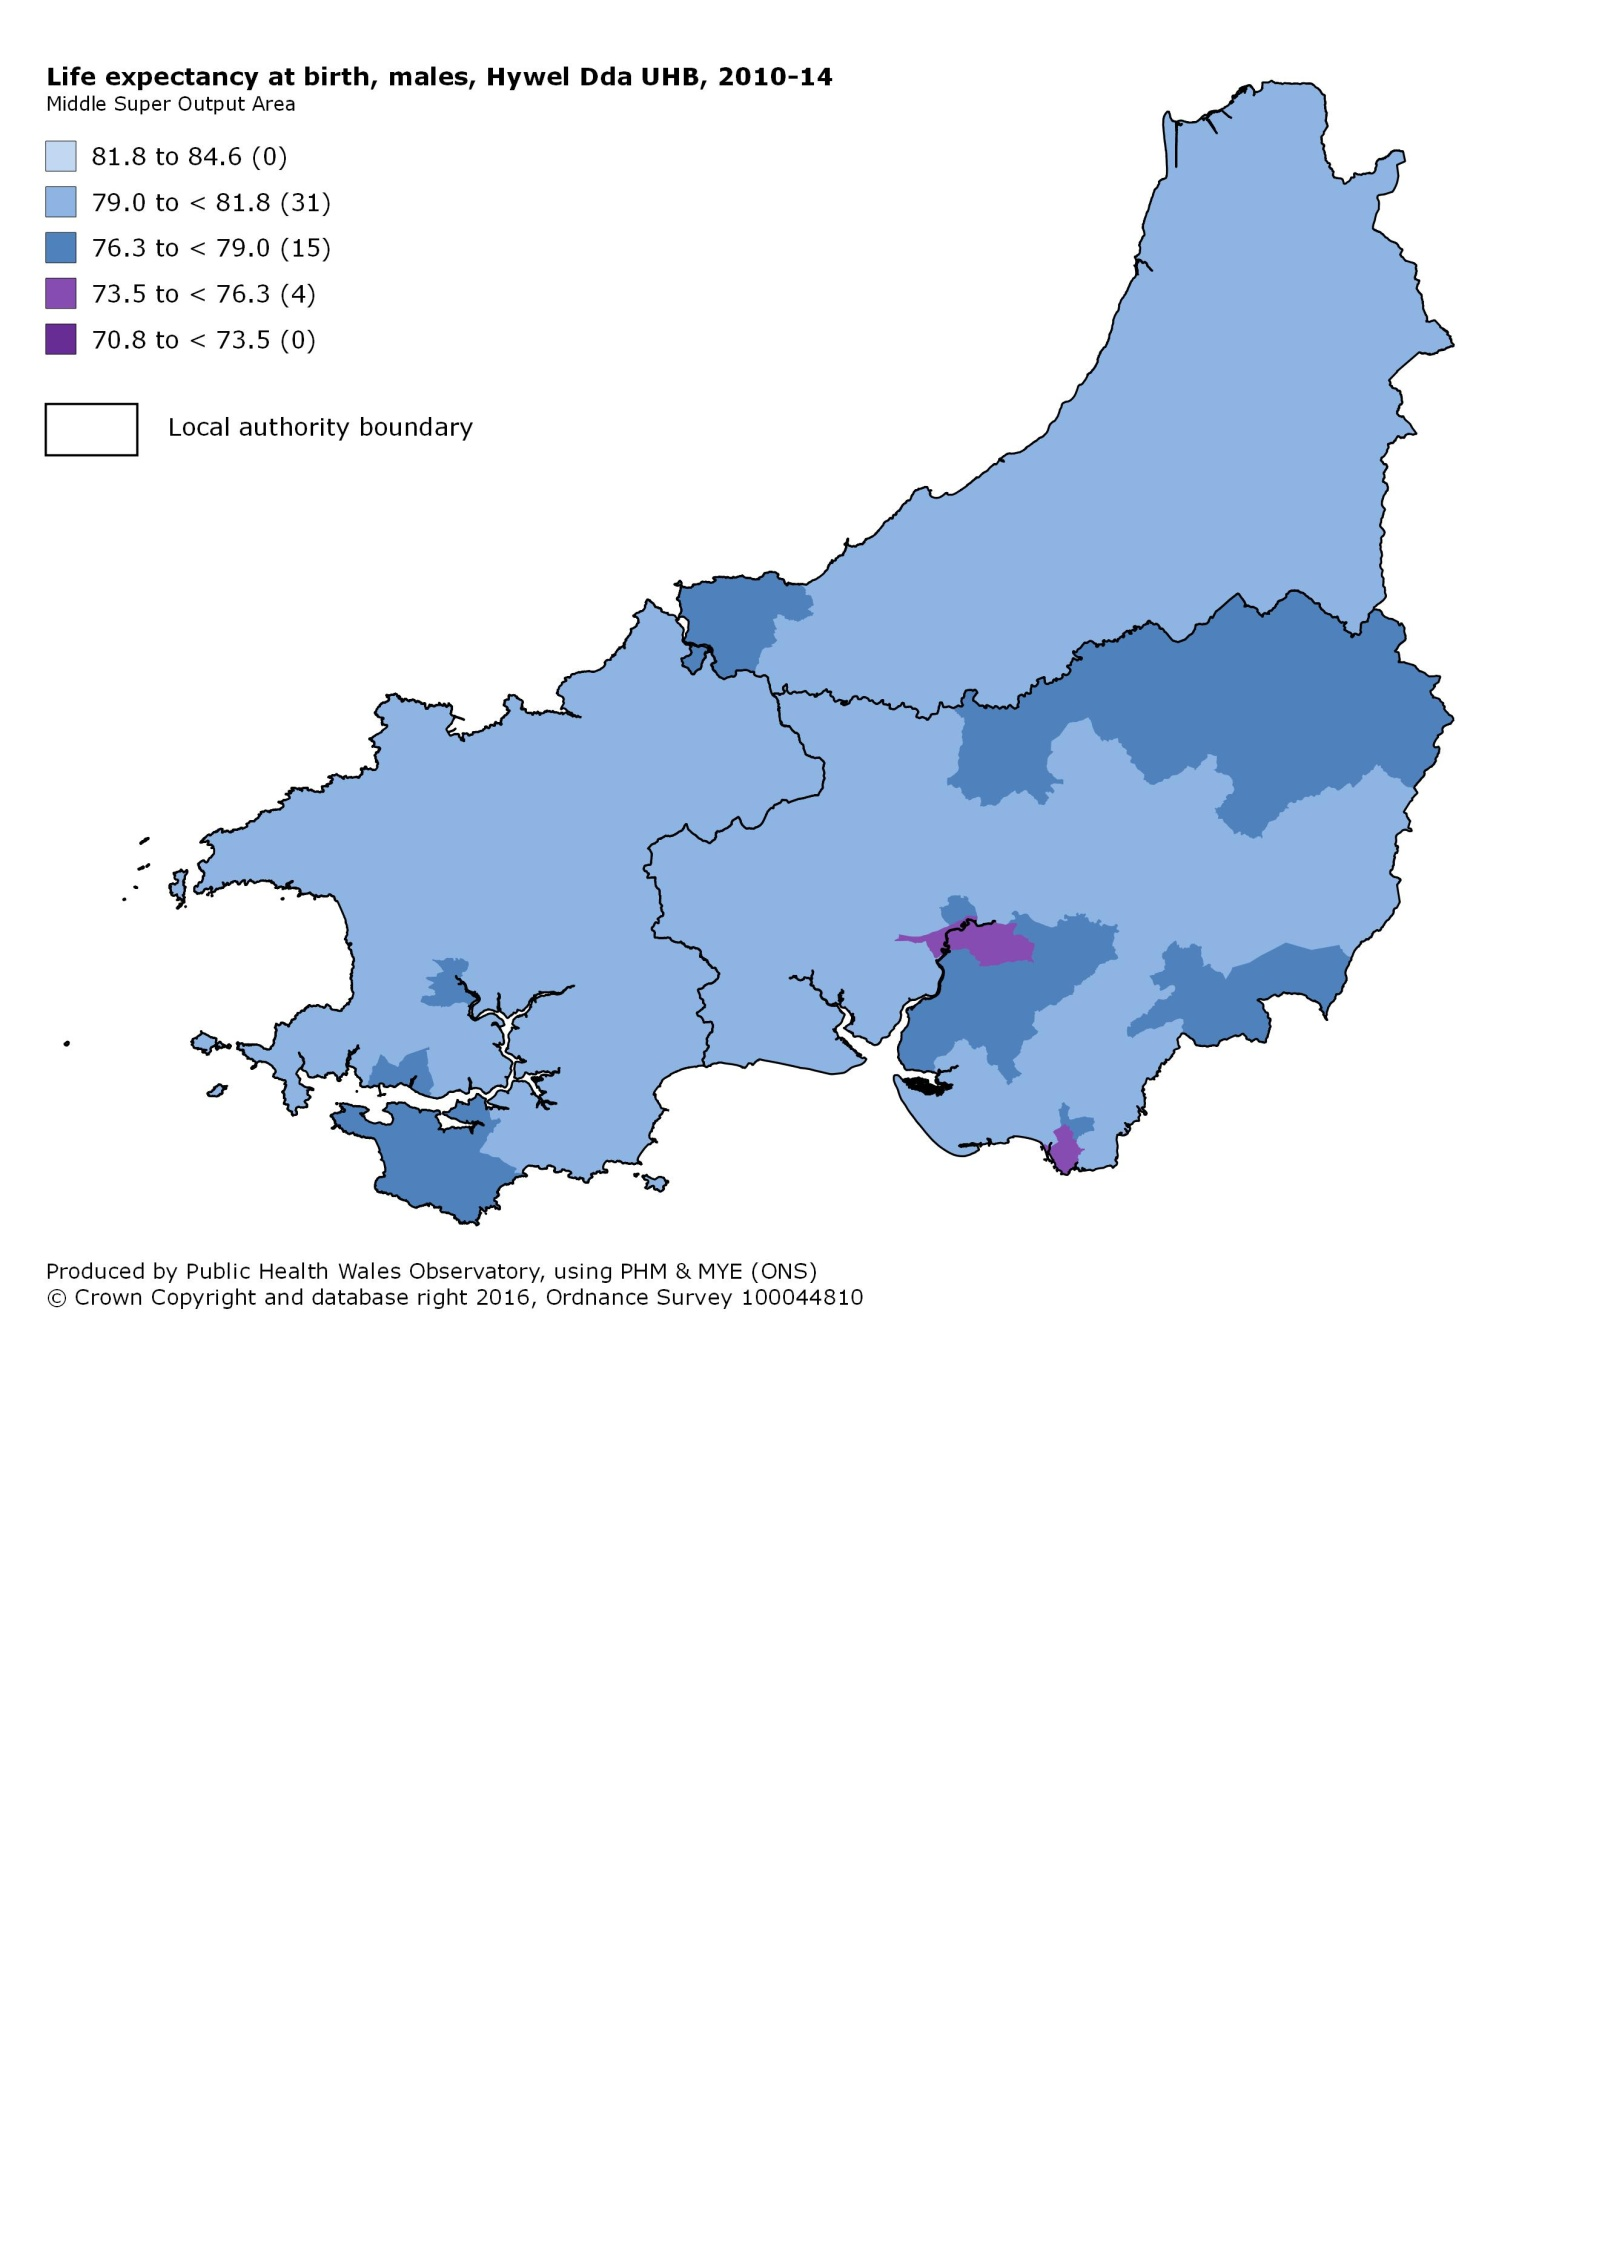 Life expectancy at birth, males, Hywel Dda UHB, 2010-14
Middle Super Output Area
81.8 to 84.6 (0)
79.0 to < 81.8 (31)
76.3 to < 79.0 (15)
73.5 to < 76.3 (4)
70.8 to < 73.5 (0)
Local authority boundary
Produced by Public Health Wales Observatory, using PHM & MYE (ONS)
© Crown Copyright and database right 2016, Ordnance Survey 100044810